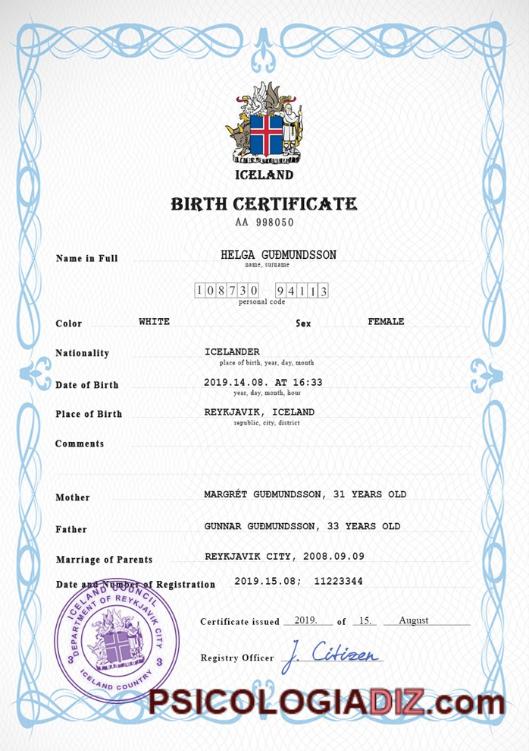 ICELAND
BIRTH CERTIFICATE
AA 998050
Name in Full HELGA GUÐMUNDSSON
name, surname
108730 94113
personal code
Color WHITE Sex FEMALE
Nationality ICELANDER
place of birth, year, day, month
Date of Birth 2019.14.08. AT 16:33
year, day, month, hour
Place of Birth REYKJAVIK, ICELAND
republic, city, district
Comments
Mother MARGRÉT GUÐMUNDSSON, 31 YEARS OLD
Father GUNNAR GUÐMUNDSSON, 33 YEARS OLD
Marriage of Parents REYKJAVIK CITY, 2008.09.09
Date and Number of Registration 2019.15.08; 11223344
ICELAND COUNCIL
DEPARTMENT OF REYKJAVIK CITY
3 3
ICELAND COUNTRY
Certificate issued 2019. of 15. August
Registry Officer J. Citizen
PSICOLOGIADIZ.com